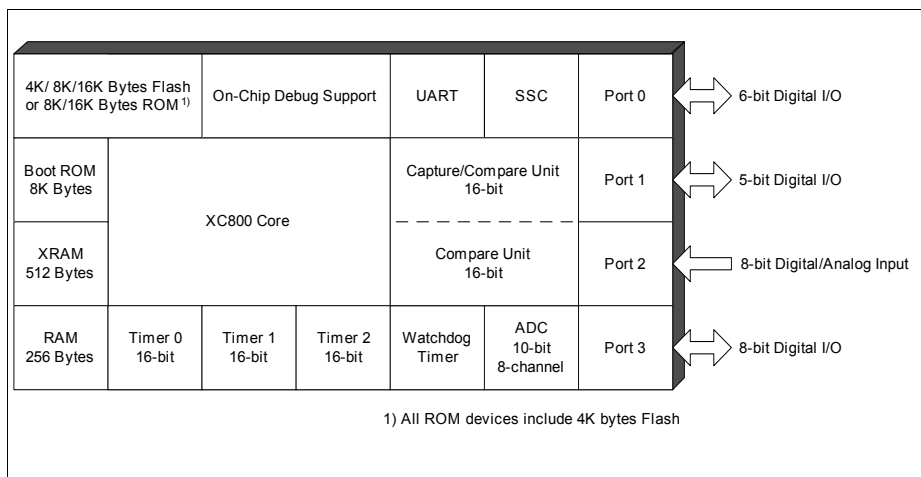 4K/ 8K/16K Bytes Flash
or 8K/16K Bytes ROM 1)
On-Chip Debug Support
UART
SSC
Port 0
6-bit Digital I/O
Boot ROM
8K Bytes
XC800 Core
Capture/Compare Unit
16-bit
Port 1
5-bit Digital I/O
XRAM
512 Bytes
Compare Unit
16-bit
Port 2
8-bit Digital/Analog Input
RAM
256 Bytes
Timer 0
16-bit
Timer 1
16-bit
Timer 2
16-bit
Watchdog
Timer
ADC
10-bit
8-channel
Port 3
8-bit Digital I/O
1) All ROM devices include 4K bytes Flash